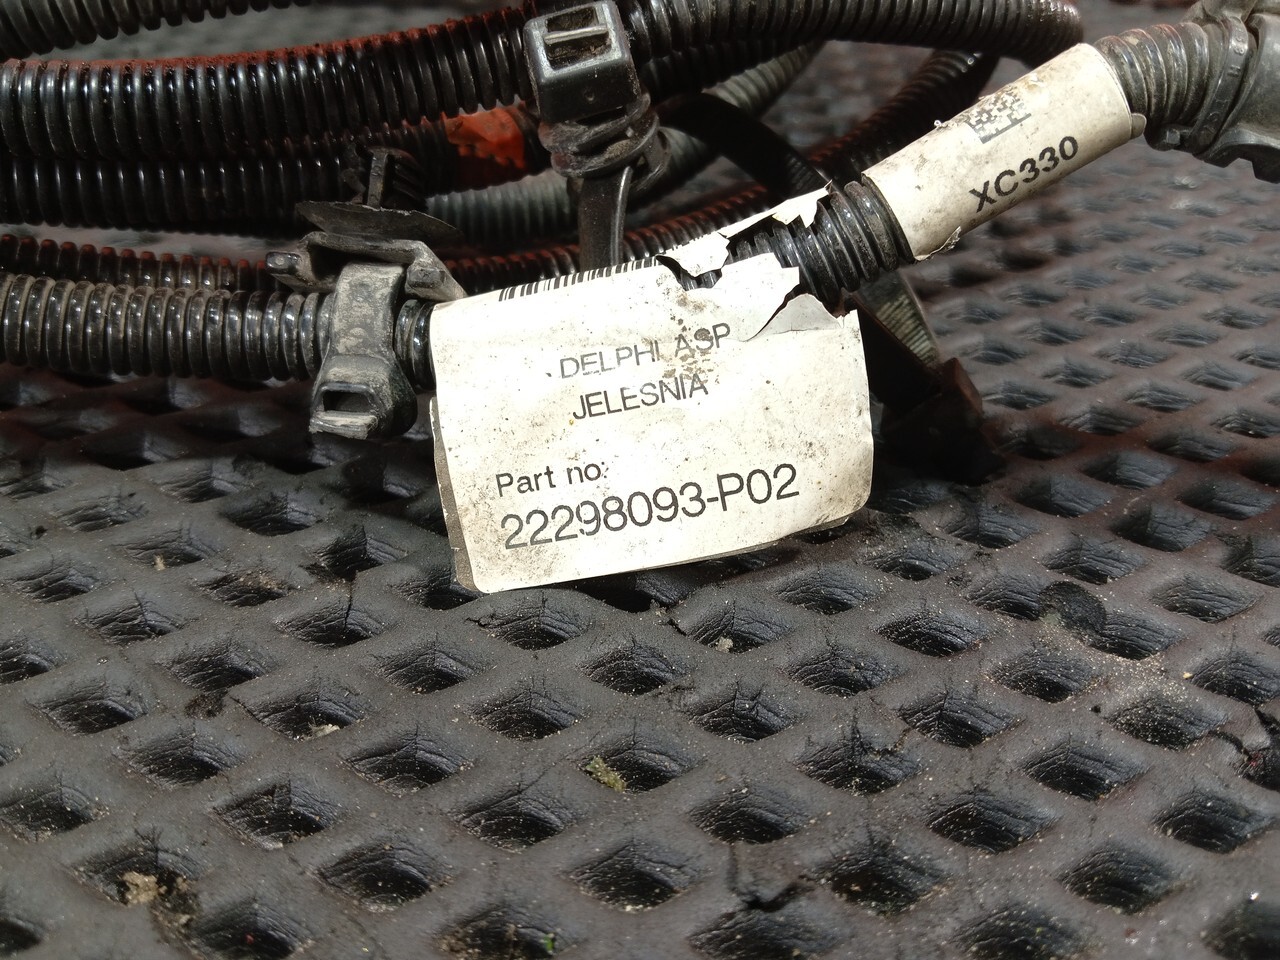 XC330
DELPHI ASP
JELESNIA
Part no:
22298093-P02